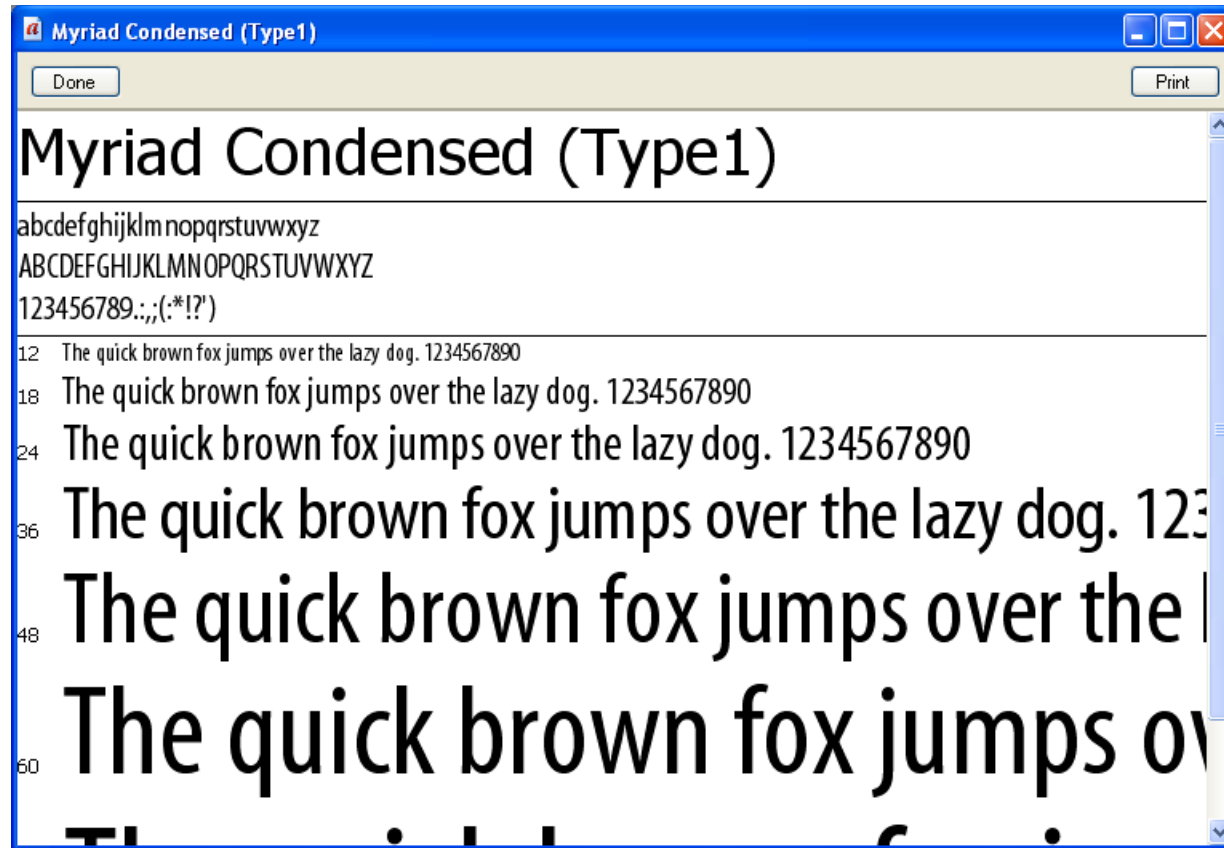 Myriad Condensed (Type1)
Done Print
Myriad Condensed (Type1)
abcdefghijklmnopqrstuvwxyz
ABCDEFGHIJKLMNOPQRSTUVWXYZ
123456789.:,;(:*!?')
12 The quick brown fox jumps over the lazy dog. 1234567890
18 The quick brown fox jumps over the lazy dog. 1234567890
24 The quick brown fox jumps over the lazy dog. 1234567890
36 The quick brown fox jumps over the lazy dog. 123
48 The quick brown fox jumps over the l
60 The quick brown fox jumps ov